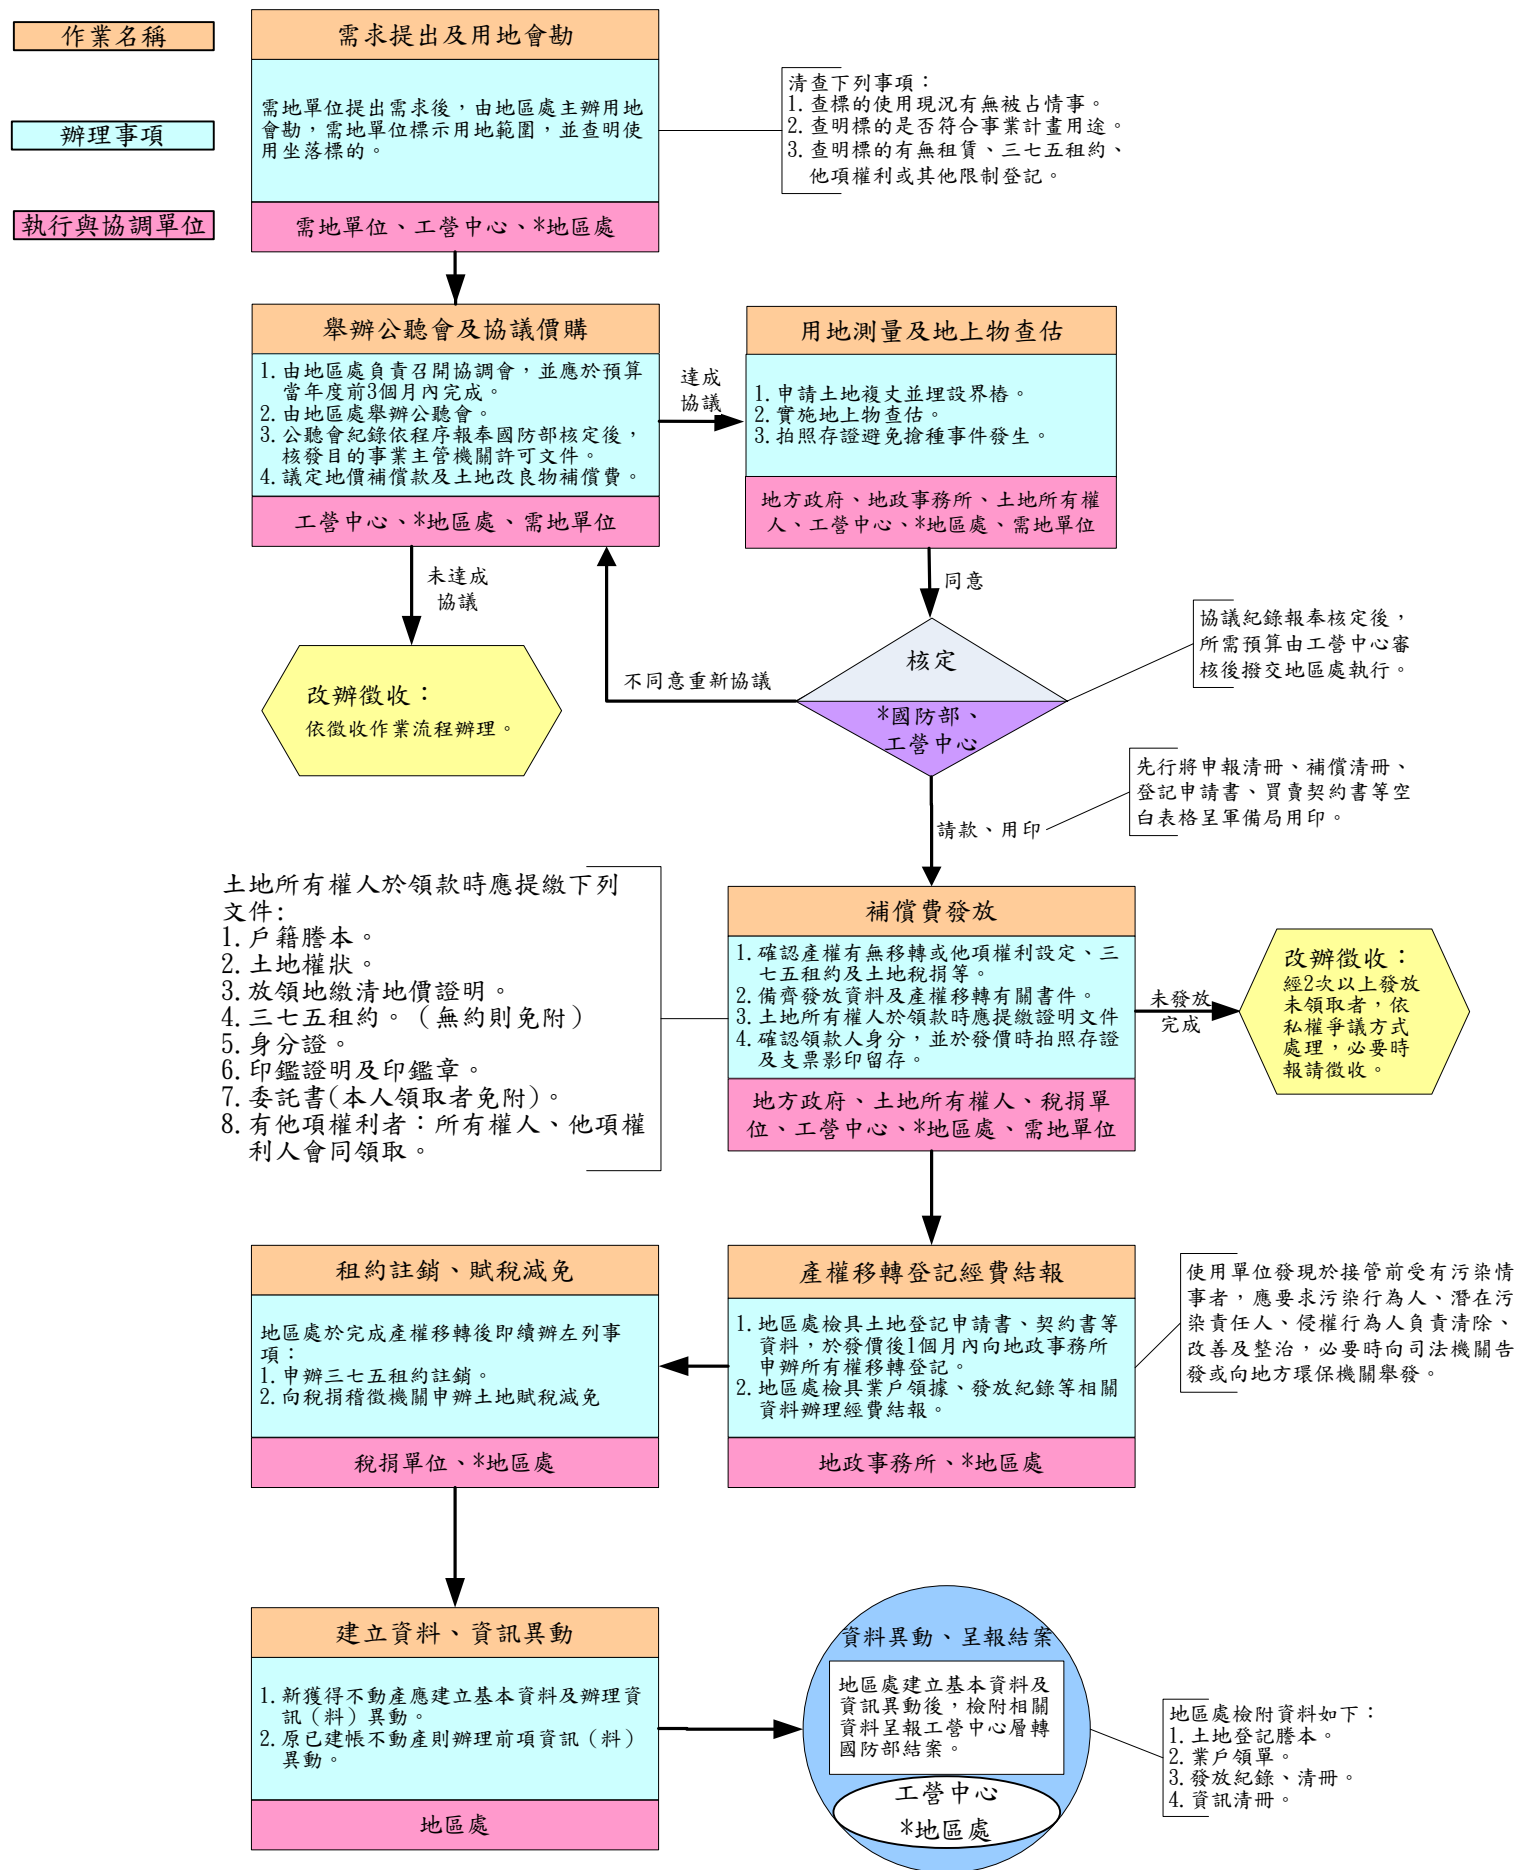 作業名稱
辦理事項
執行與協調單位
需求提出及用地會勘
需地單位提出需求後，由地區處主辦用地
會勘，需地單位標示用地範圍，並查明使
用坐落標的。
需地單位、工營中心、*地區處
清查下列事項：
1. 查標的使用現況有無被占情事。
2. 查明標的是否符合事業計畫用途。
3. 查明標的有無租賃、三七五租約、
他項權利或其他限制登記。
舉辦公聽會及協議價購
1. 由地區處負責召開協調會，並應於預算
當年度前3個月內完成。
2. 由地區處舉辦公聽會。
3. 公聽會紀錄依程序報奉國防部核定後，
核發目的事業主管機關許可文件。
4. 議定地價補償款及土地改良物補償費。
工營中心、*地區處、需地單位
達成
協議
用地測量及地上物查估
1. 申請土地複丈並埋設界樁。
2. 實施地上物查估。
3. 拍照存證避免搶種事件發生。
地方政府、地政事務所、土地所有權
人、工營中心、*地區處、需地單位
未達成
協議
同意
改辦徵收：
依徵收作業流程辦理。
不同意重新協議
核定
*國防部、
工營中心
協議紀錄報奉核定後，
所需預算由工營中心審
核後撥交地區處執行。
請款、用印
先行將申報清冊、補償清冊、
登記申請書、買賣契約書等空
白表格呈軍備局用印。
土地所有權人於領款時應提繳下列
文件:
1. 戶籍謄本。
2. 土地權狀。
3. 放領地繳清地價證明。
4. 三七五租約。（無約則免附）
5. 身分證。
6. 印鑑證明及印鑑章。
7. 委託書(本人領取者免附)。
8. 有他項權利者：所有權人、他項權
利人會同領取。
補償費發放
1. 確認產權有無移轉或他項權利設定、三
七五租約及土地稅捐等。
2. 備齊發放資料及產權移轉有關書件。
3. 土地所有權人於領款時應提繳證明文件
4. 確認領款人身分，並於發價時拍照存證
及支票影印留存。
地方政府、土地所有權人、稅捐單
位、工營中心、*地區處、需地單位
未發放
完成
改辦徵收：
經2次以上發放
未領取者，依
私權爭議方式
處理，必要時
報請徵收。
租約註銷、賦稅減免
地區處於完成產權移轉後即續辦左列事
項：
1. 申辦三七五租約註銷。
2. 向稅捐稽徵機關申辦土地賦稅減免
稅捐單位、*地區處
產權移轉登記經費結報
1. 地區處檢具土地登記申請書、契約書等
資料，於發價後1個月內向地政事務所
申辦所有權移轉登記。
2. 地區處檢具業戶領據、發放紀錄等相關
資料辦理經費結報。
地政事務所、*地區處
使用單位發現於接管前受有污染情
事者，應要求污染行為人、潛在污
染責任人、侵權行為人負責清除、
改善及整治，必要時向司法機關告
發或向地方環保機關舉發。
建立資料、資訊異動
1. 新獲得不動產應建立基本資料及辦理資
訊（料）異動。
2. 原已建帳不動產則辦理前項資訊（料）
異動。
地區處
資料異動、呈報結案
地區處建立基本資料及
資訊異動後，檢附相關
資料呈報工營中心層轉
國防部結案。
工營中心
*地區處
地區處檢附資料如下：
1. 土地登記謄本。
2. 業戶領單。
3. 發放紀錄、清冊。
4. 資訊清冊。